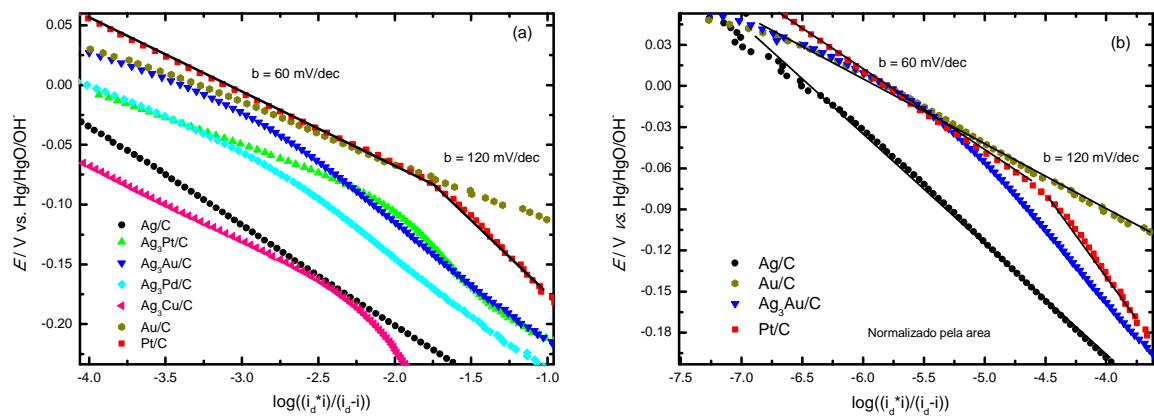 (a)
b = 60 mV/dec
b = 120 mV/dec
E / V vs. Hg/HgO/OH-
0.05
0.00
-0.05
-0.10
-0.15
-0.20
Ag/C
Ag₃Pt/C
Ag₃Au/C
Ag₃Pd/C
Ag₃Cu/C
Au/C
Pt/C
-4.0 -3.5 -3.0 -2.5 -2.0 -1.5 -1.0
log((i_d*i)/(i_d-i))
(b)
b = 60 mV/dec
b = 120 mV/dec
E / V vs. Hg/HgO/OH-
0.03
0.00
-0.03
-0.06
-0.09
-0.12
-0.15
-0.18
Ag/C
Au/C
Ag₃Au/C
Pt/C
Normalizado pela area
-7.5 -7.0 -6.5 -6.0 -5.5 -5.0 -4.5 -4.0
log((i_d*i)/(i_d-i))